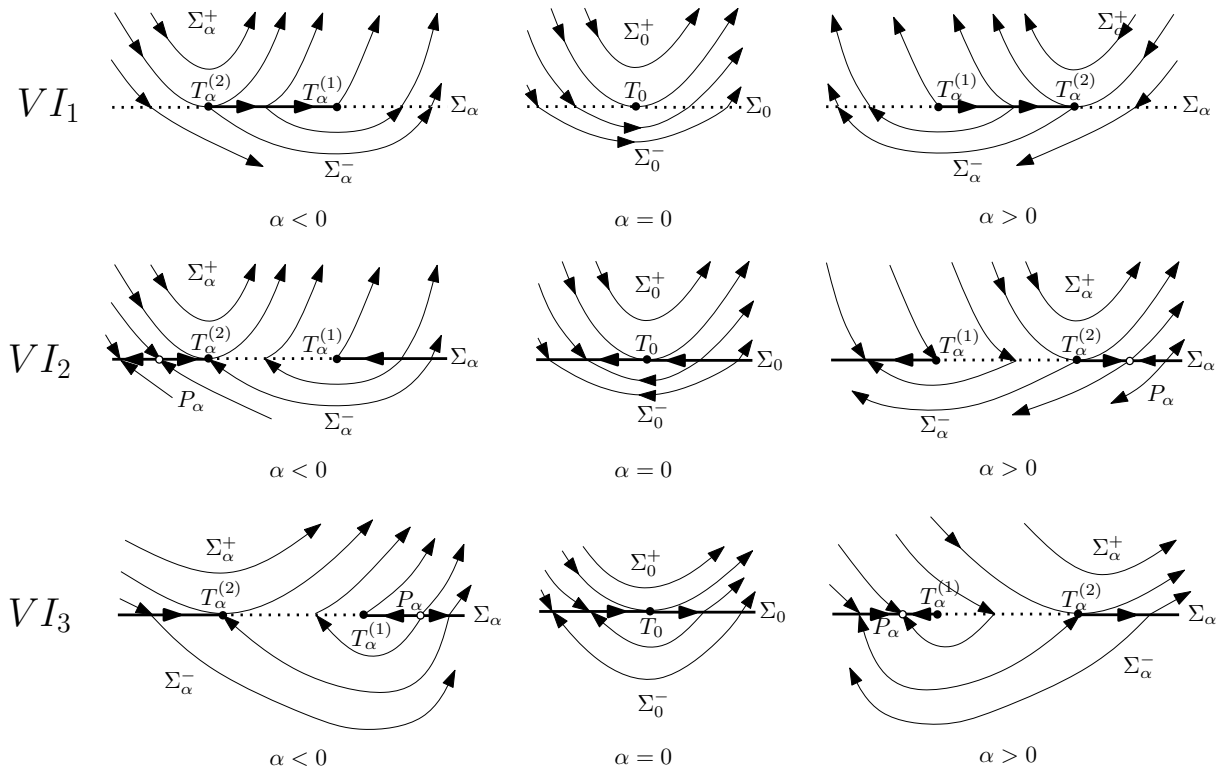 Σ_α^+ Σ_0^+ Σ_α^+
VI_1 T_α^(2) T_α^(1) Σ_α T_0 Σ_0 T_α^(1) T_α^(2) Σ_α
Σ_α^- Σ_0^- Σ_α^-
α < 0 α = 0 α > 0
Σ_α^+ Σ_0^+ Σ_α^+
VI_2 T_α^(2) T_α^(1) Σ_α T_0 Σ_0 T_α^(1) T_α^(2) Σ_α
P_α Σ_α^- Σ_0^- Σ_α^- P_α
α < 0 α = 0 α > 0
Σ_α^+ Σ_0^+ Σ_α^+
VI_3 T_α^(2) T_α^(1) P_α Σ_α T_0 Σ_0 P_α T_α^(1) T_α^(2) Σ_α
Σ_α^- Σ_0^- Σ_α^-
α < 0 α = 0 α > 0